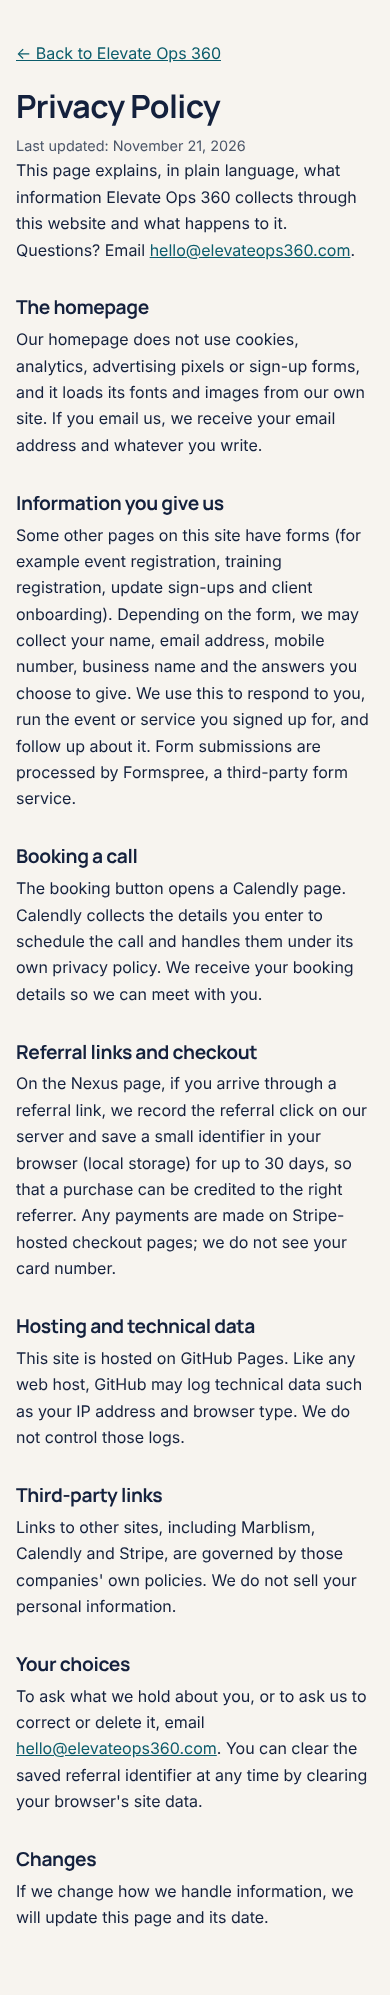 ← Back to Elevate Ops 360
Privacy Policy
Last updated: November 21, 2026
This page explains, in plain language, what
information Elevate Ops 360 collects through
this website and what happens to it.
Questions? Email hello@elevateops360.com.
The homepage
Our homepage does not use cookies,
analytics, advertising pixels or sign-up forms,
and it loads its fonts and images from our own
site. If you email us, we receive your email
address and whatever you write.
Information you give us
Some other pages on this site have forms (for
example event registration, training
registration, update sign-ups and client
onboarding). Depending on the form, we may
collect your name, email address, mobile
number, business name and the answers you
choose to give. We use this to respond to you,
run the event or service you signed up for, and
follow up about it. Form submissions are
processed by Formspree, a third-party form
service.
Booking a call
The booking button opens a Calendly page.
Calendly collects the details you enter to
schedule the call and handles them under its
own privacy policy. We receive your booking
details so we can meet with you.
Referral links and checkout
On the Nexus page, if you arrive through a
referral link, we record the referral click on our
server and save a small identifier in your
browser (local storage) for up to 30 days, so
that a purchase can be credited to the right
referrer. Any payments are made on Stripe-
hosted checkout pages; we do not see your
card number.
Hosting and technical data
This site is hosted on GitHub Pages. Like any
web host, GitHub may log technical data such
as your IP address and browser type. We do
not control those logs.
Third-party links
Links to other sites, including Marblism,
Calendly and Stripe, are governed by those
companies' own policies. We do not sell your
personal information.
Your choices
To ask what we hold about you, or to ask us to
correct or delete it, email
hello@elevateops360.com. You can clear the
saved referral identifier at any time by clearing
your browser's site data.
Changes
If we change how we handle information, we
will update this page and its date.